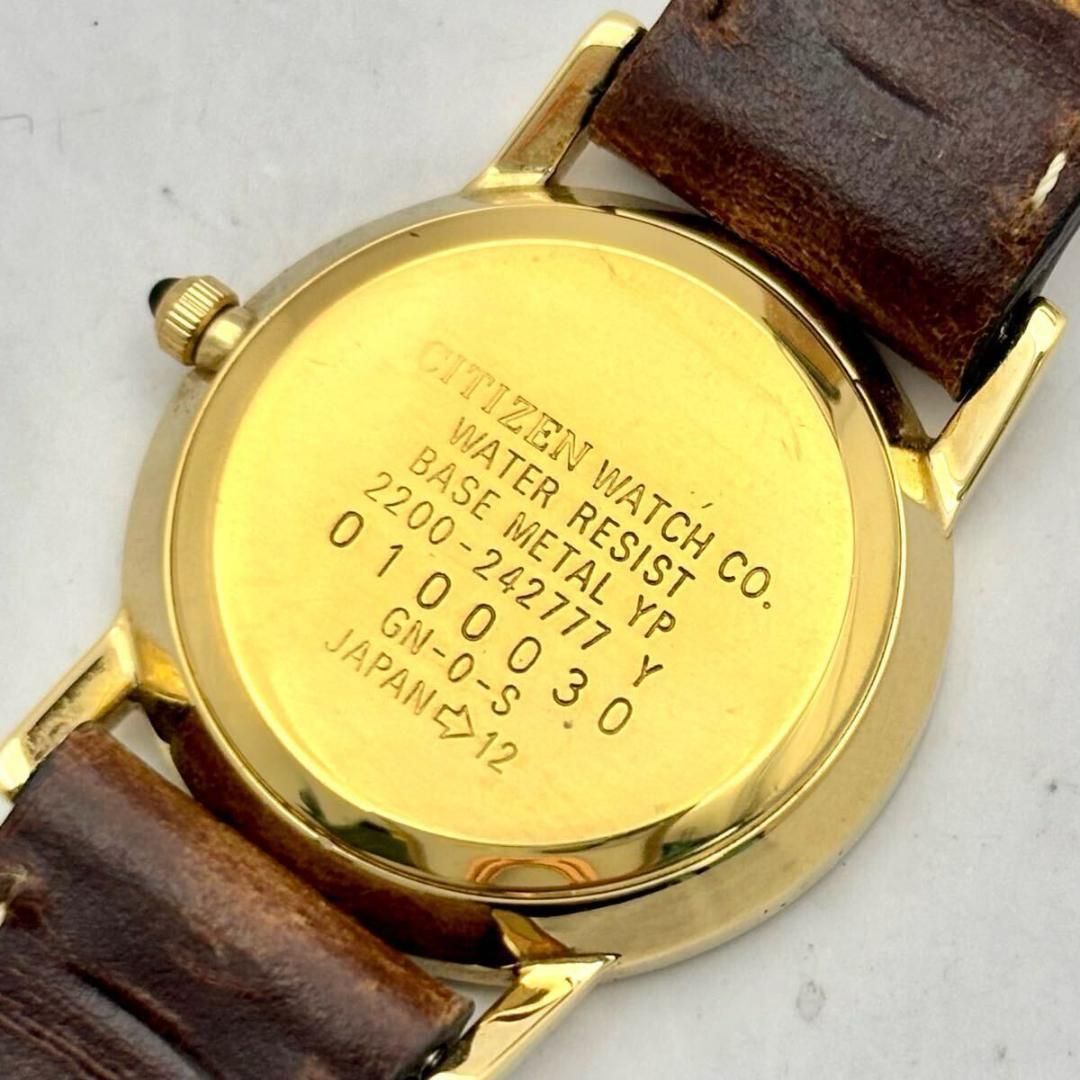 CITIZEN WATCH CO.
WATER RESIST
BASE METAL YP
2200-242777 Y
0100030
GN-0-S
JAPAN ⇨ 12